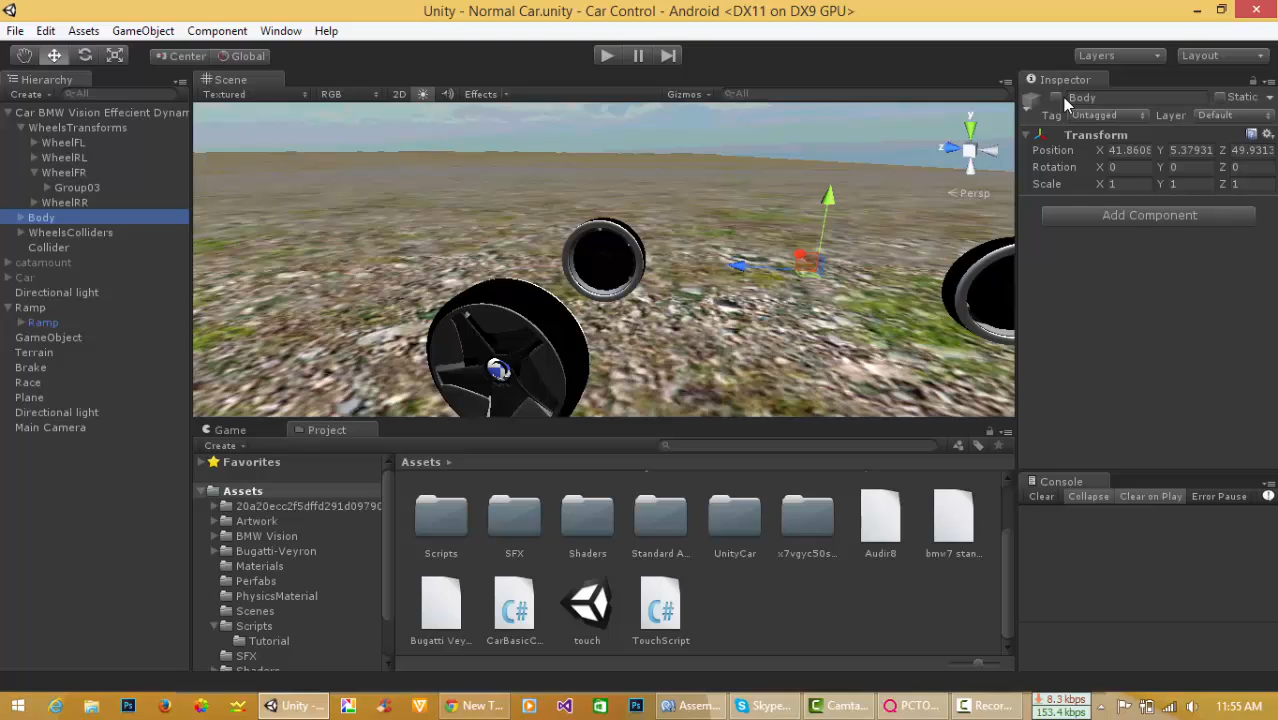 Unity - Normal Car.unity - Car Control - Android <DX11 on DX9 GPU>
File Edit Assets GameObject Component Window Help
Center Global Layers Layout
Hierarchy
Create All
Car BMW Vision Effecient Dynam
WheelsTransforms
WheelFL
WheelRL
WheelFR
Group03
WheelRR
Body
WheelsColliders
Collider
catamount
Car
Directional light
Ramp
Ramp
GameObject
Terrain
Brake
Race
Plane
Directional light
Main Camera
Scene
Textured RGB 2D Effects Gizmos All
y
z
Persp
Inspector
Body Static
Tag Untagged Layer Default
Transform
Position X 41.8608 Y 5.37931 Z 49.9313
Rotation X 0 Y 0 Z 0
Scale X 1 Y 1 Z 1
Add Component
Game Project
Create
Favorites
Assets
20a20ecc2f5dffd291d09790
Artwork
BMW Vision
Bugatti-Veyron
Materials
Perfabs
PhysicsMaterial
Scenes
Scripts
Tutorial
SFX
Shaders
Assets
Scripts SFX Shaders Standard A... UnityCar x7vgyc50s... Audir8 bmw7 stan...
Bugatti Vey... CarBasicC... touch TouchScript
C# C#
Console
Clear Collapse Clear on Play Error Pause
Unity -... New T... Assem... Skype... Camta... PCTO... Recor... 8.3 kbps 153.4 kbps 11:55 AM